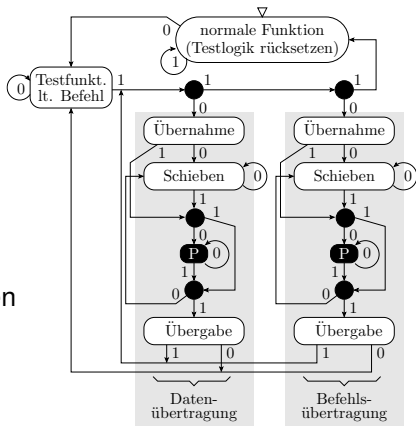 normale Funktion
(Testlogik rücksetzen)
0
1
Testfunkt.
lt. Befehl
0
1
1
1
0
0
Übernahme
Übernahme
1
0
1
0
Schieben
0
Schieben
0
1
1
1
1
0
0
P
0
P
0
1
1
0
0
1
1
en
Übergabe
Übergabe
1
0
1
0
Daten-
übertragung
Befehls-
übertragung